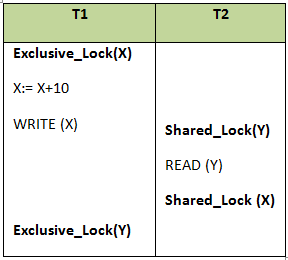 T1 T2
Exclusive_Lock(X)
X:= X+10
WRITE (X)
Shared_Lock(Y)
READ (Y)
Shared_Lock (X)
Exclusive_Lock(Y)